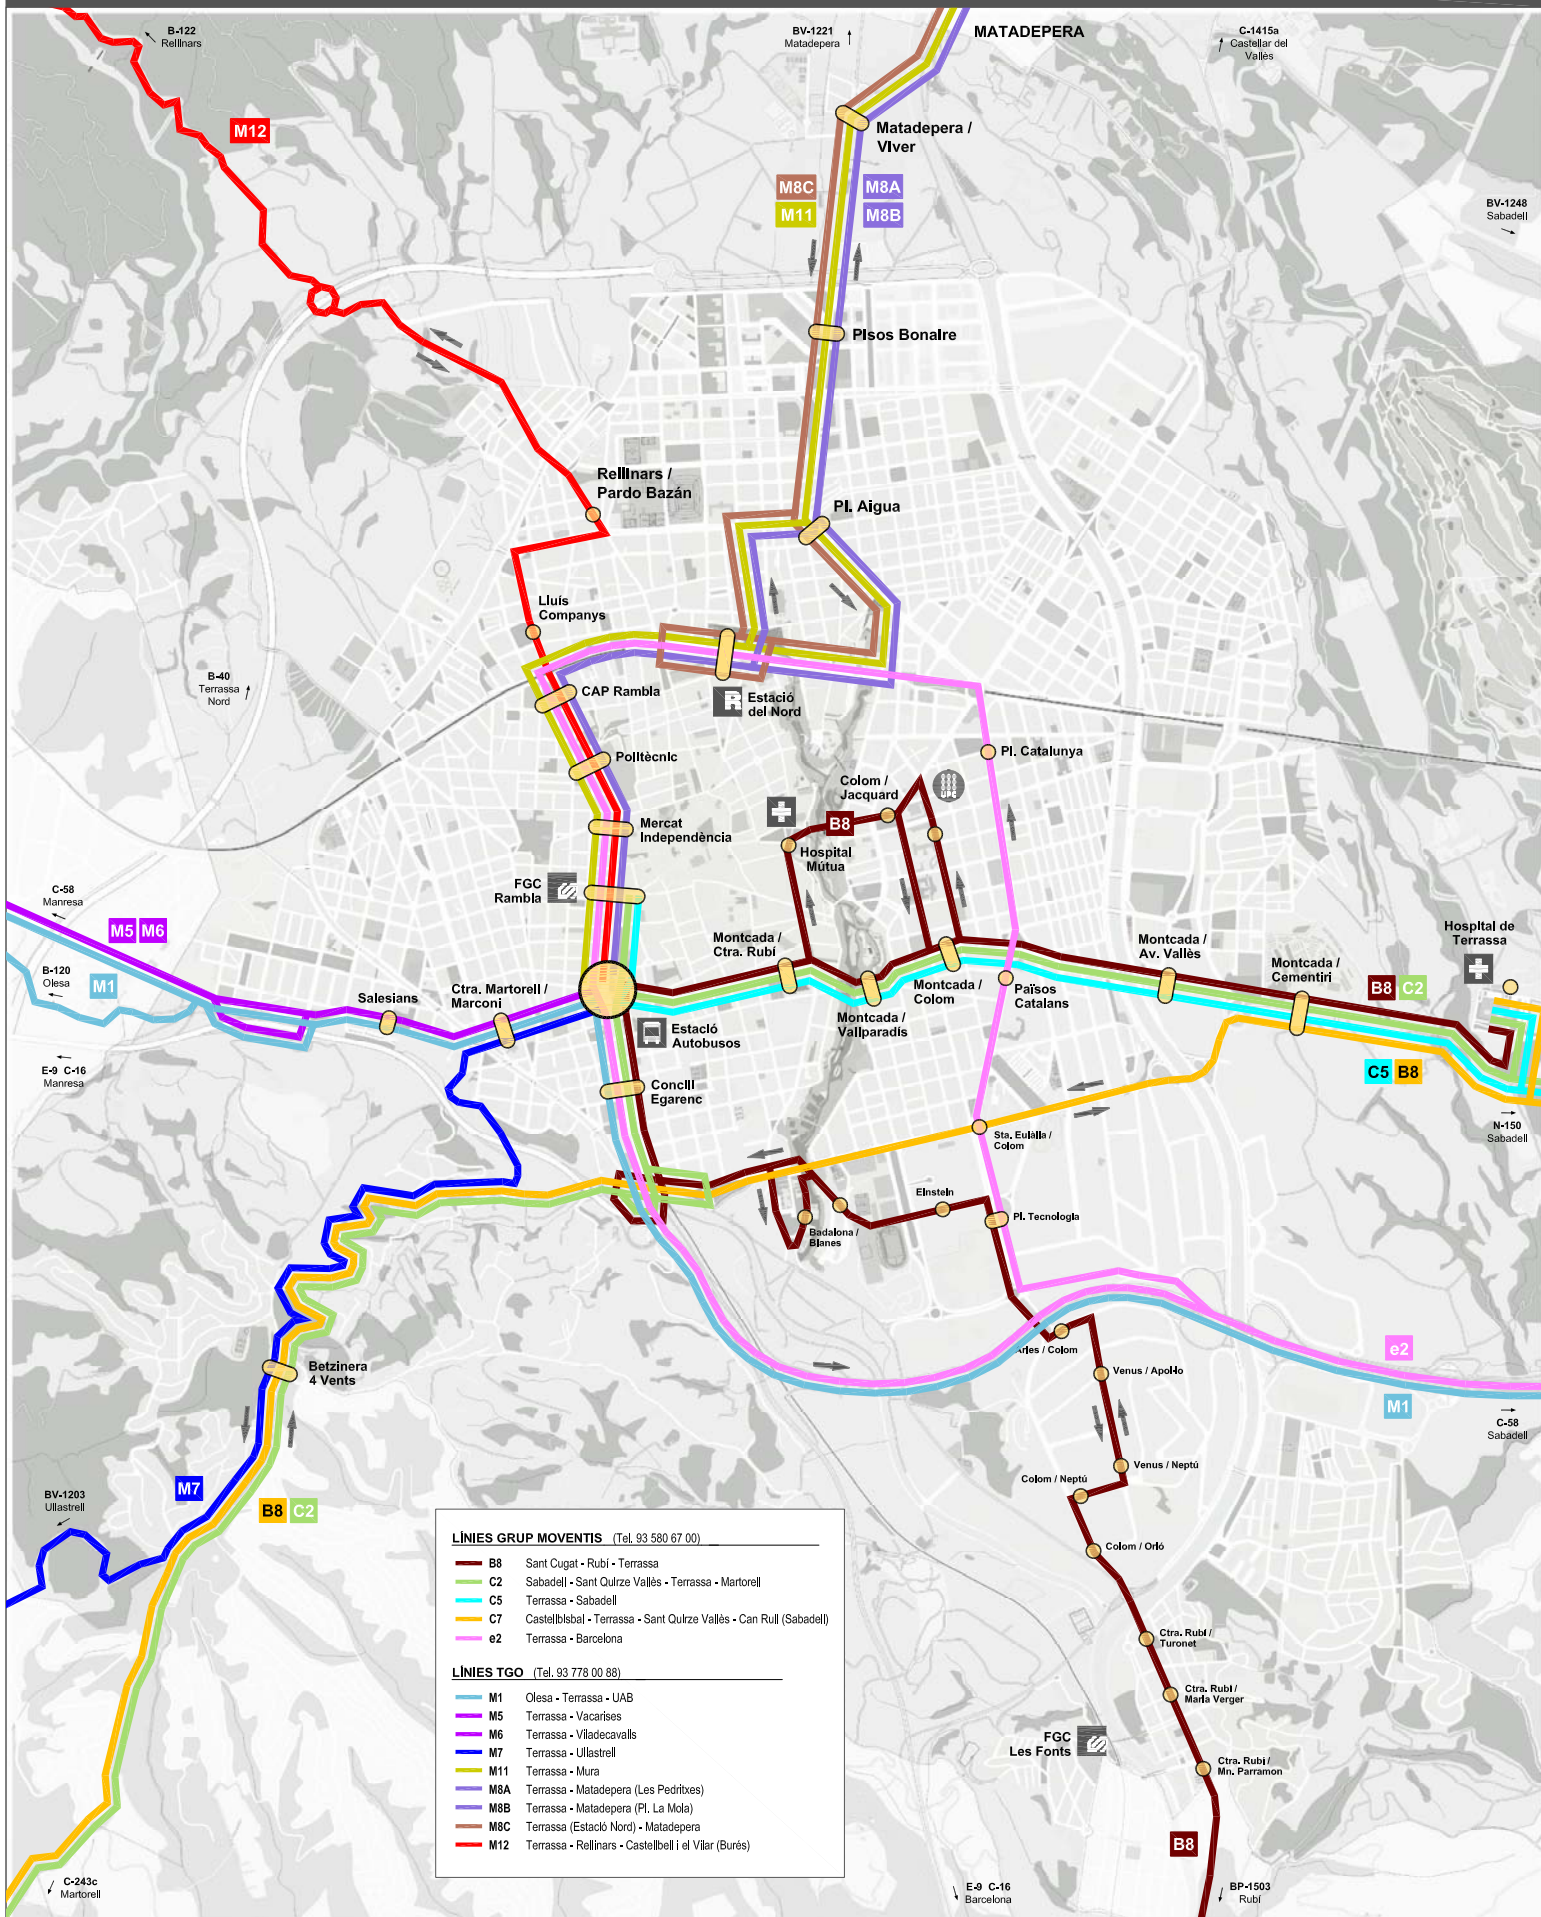 B-122
Rellinars
BV-1221
Matadepera
MATADEPERA
C-1415a
Castellar del
Vallès
M12
Matadepera /
Viver
M8C
M11
M8A
M8B
BV-1248
Sabadell
Pisos Bonaire
Rellinars /
Pardo Bazán
Pl. Aigua
Lluís
Companys
B-40
Terrassa
Nord
CAP Rambla
R
Estació
del Nord
Politècnic
Pl. Catalunya
Colom /
Jacquard
UPC
B8
Mercat
Independència
Hospital
Mútua
FGC
Rambla
C-58
Manresa
M5 M6
Montcada /
Ctra. Rubí
Montcada /
Av. Vallès
Hospital de
Terrassa
B-120
Olesa
M1
Salesians
Ctra. Martorell /
Marconi
Montcada /
Colom
Països
Catalans
Montcada /
Cementiri
B8 C2
Montcada /
Vallparadís
Estació
Autobusos
E-9 C-16
Manresa
Concili
Egarenc
C5 B8
N-150
Sabadell
Sta. Eulàlia /
Colom
Einstein
Pl. Tecnologia
Badalona /
Blanes
Arles / Colom
e2
Betzinera
4 Vents
Venus / Apol·lo
M1
C-58
Sabadell
M7
Venus / Neptú
Colom / Neptú
BV-1203
Ullastrell
B8 C2
Colom / Orió
LÍNIES GRUP MOVENTIS (Tel. 93 580 67 00)
B8 Sant Cugat - Rubí - Terrassa
C2 Sabadell - Sant Quirze Vallès - Terrassa - Martorell
C5 Terrassa - Sabadell
C7 Castellbisbal - Terrassa - Sant Quirze Vallès - Can Rull (Sabadell)
e2 Terrassa - Barcelona
LÍNIES TGO (Tel. 93 778 00 88)
M1 Olesa - Terrassa - UAB
M5 Terrassa - Vacarises
M6 Terrassa - Viladecavalls
M7 Terrassa - Ullastrell
M11 Terrassa - Mura
M8A Terrassa - Matadepera (Les Pedritxes)
M8B Terrassa - Matadepera (Pl. La Mola)
M8C Terrassa (Estació Nord) - Matadepera
M12 Terrassa - Rellinars - Castellbell i el Vilar (Burés)
Ctra. Rubí /
Turonet
Ctra. Rubí /
Maria Verger
FGC
Les Fonts
Ctra. Rubí /
Mn. Parramon
B8
C-243c
Martorell
E-9 C-16
Barcelona
BP-1503
Rubí